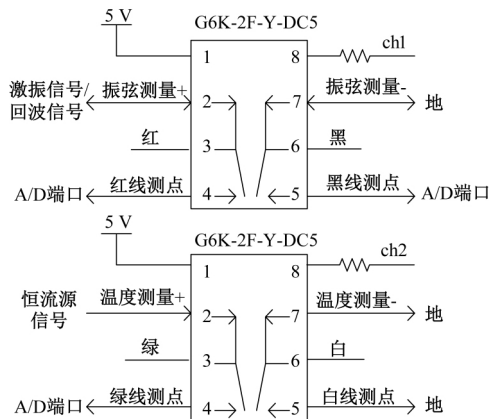 5 V
G6K-2F-Y-DC5
1 8 ch1
激振信号/
回波信号 振弦测量+ 2 7 振弦测量- 地
红 3 6 黑
A/D端口 红线测点 4 5 黑线测点 A/D端口
5 V
G6K-2F-Y-DC5
1 8 ch2
恒流源
信号 温度测量+ 2 7 温度测量- 地
绿 3 6 白
A/D端口 绿线测点 4 5 白线测点 地